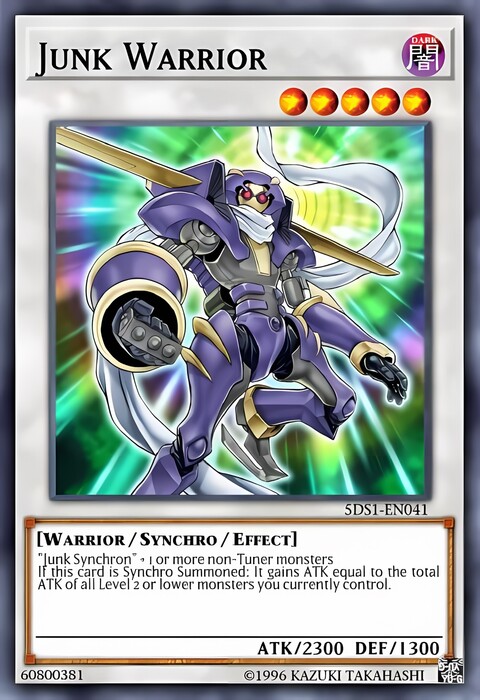 JUNK WARRIOR
DARK
闇
5DS1-EN041
[WARRIOR / SYNCHRO / EFFECT]
"Junk Synchron" + 1 or more non-Tuner monsters
If this card is Synchro Summoned: It gains ATK equal to the total
ATK of all Level 2 or lower monsters you currently control.
ATK/2300 DEF/1300
60800381
©1996 KAZUKI TAKAHASHI